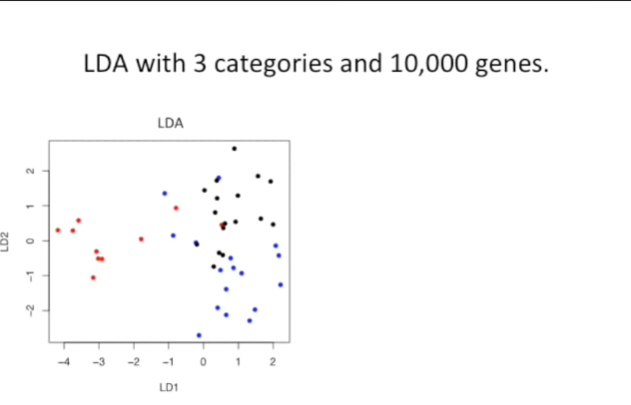 LDA with 3 categories and 10,000 genes.
LDA
LD2
2
1
0
−1
−2
−4 −3 −2 −1 0 1 2
LD1